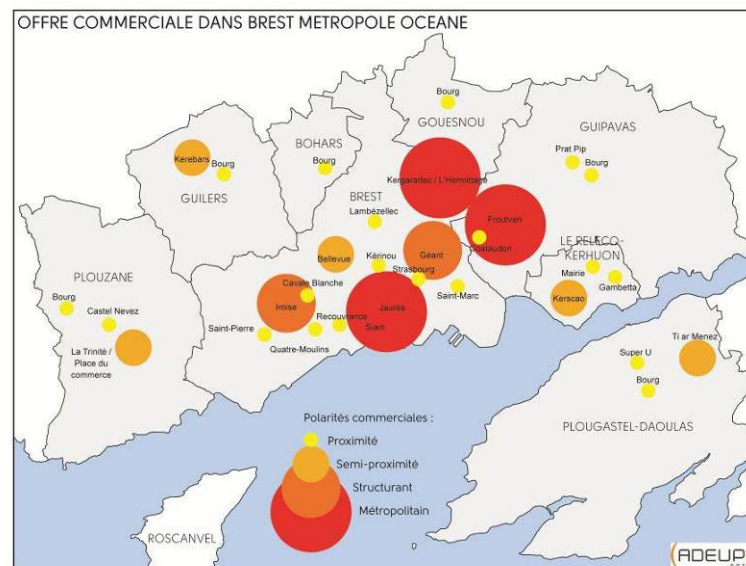 OFFRE COMMERCIALE DANS BREST METROPOLE OCEANE
Bourg
GOUESNOU
GUIPAVAS
Prat Pip
Bourg
BOHARS
Bourg
Kerebars
Bourg
GUILERS
Kergaradec / L'Hermitage
BREST
Lambézellec
Froutven
Coataudon
LE RELECQ-
KERHUON
Mairie
Gambetta
Kerscao
Bellevue
Kérinou
Géant
Strasbourg
Saint-Marc
PLOUZANE
Bourg
Castel Nevez
La Trinité /
Place du
commerce
Cavale Blanche
Iroise
Recouvrance
Saint-Pierre
Quatre-Moulins
Jaurès
Siam
Ti ar Menez
Super U
Bourg
PLOUGASTEL-DAOULAS
Polarités commerciales :
Proximité
Semi-proximité
Structurant
Métropolitain
ROSCANVEL
ADEUP